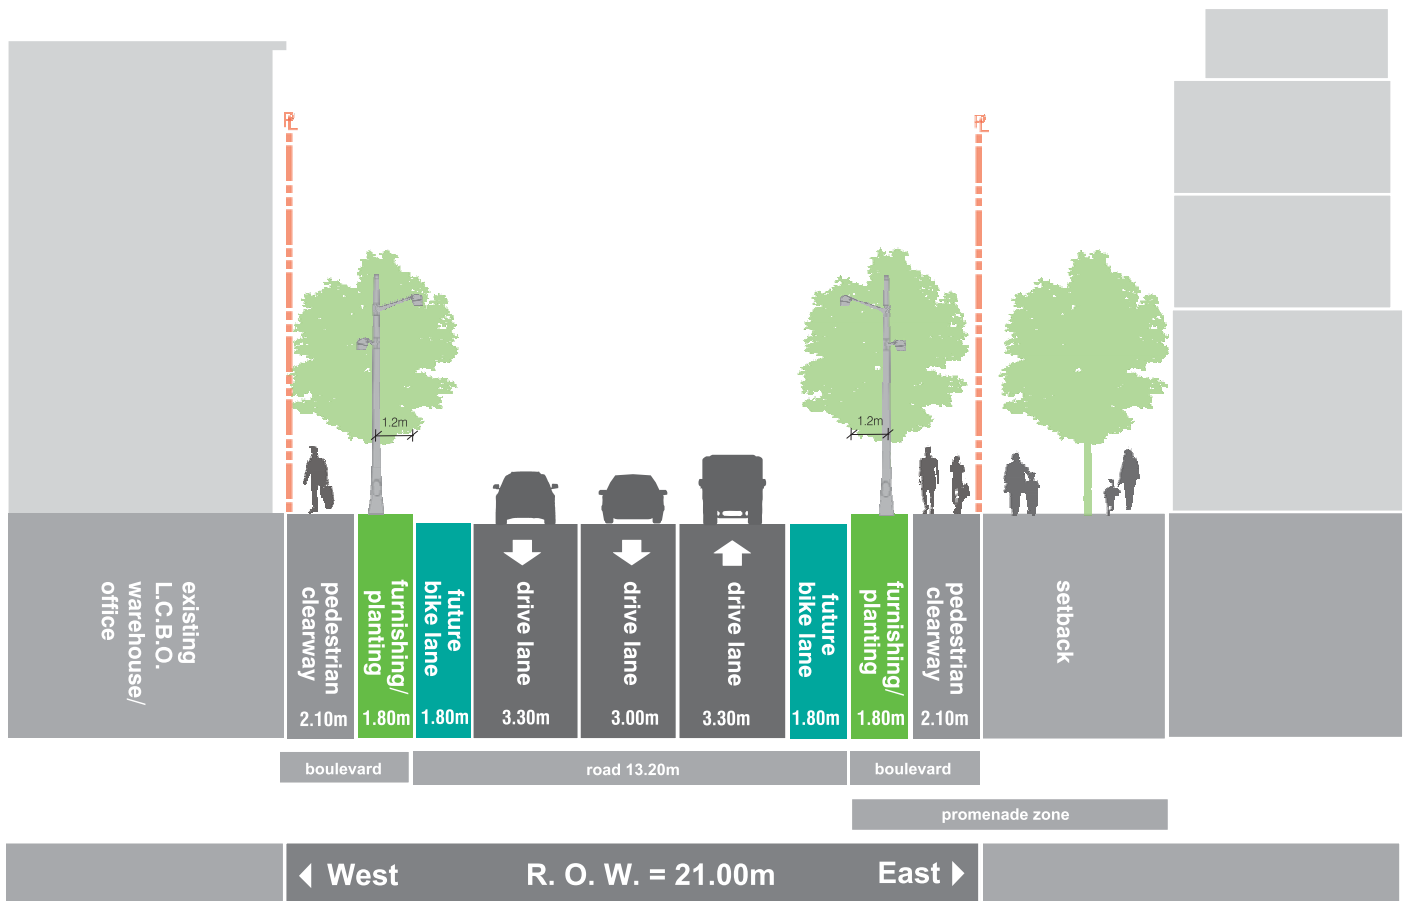 PL
PL
1.2m
1.2m
existing
L.C.B.O.
warehouse/
office
pedestrian
clearway
2.10m
furnishing/
planting
1.80m
future
bike lane
1.80m
drive lane
3.30m
drive lane
3.00m
drive lane
3.30m
future
bike lane
1.80m
furnishing/
planting
1.80m
pedestrian
clearway
2.10m
setback
boulevard
road 13.20m
boulevard
promenade zone
West
R. O. W. = 21.00m
East